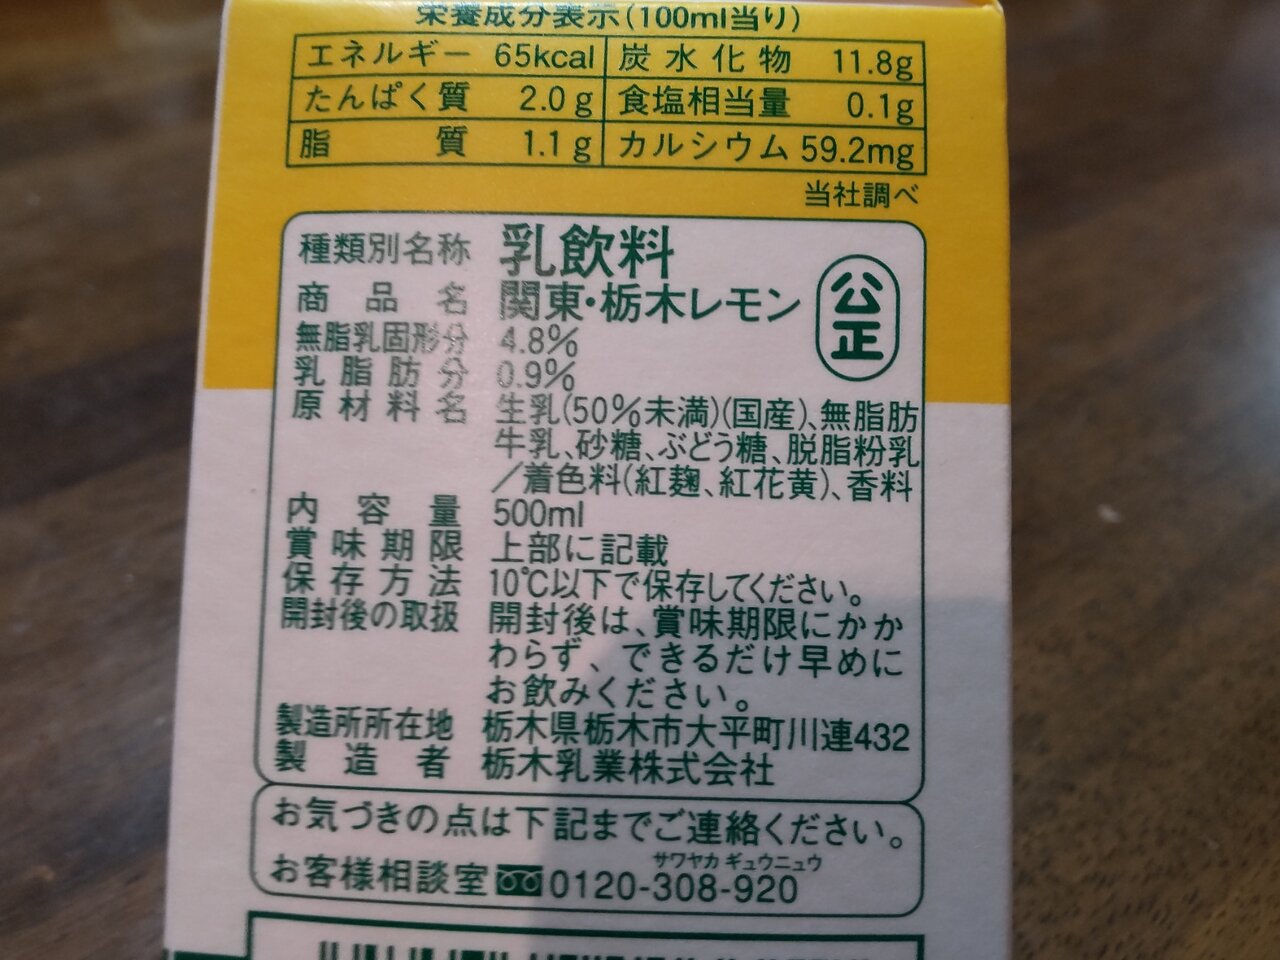 栄養成分表示(100ml当り)
エネルギー 65kcal 炭水化物 11.8g
たんぱく質 2.0g 食塩相当量 0.1g
脂質 1.1g カルシウム 59.2mg
当社調べ
種類別名称 乳飲料
公正
商品名 関東・栃木レモン
無脂乳固形分 4.8%
乳脂肪分 0.9%
原材料名 生乳(50%未満)(国産)、無脂肪
牛乳、砂糖、ぶどう糖、脱脂粉乳
/着色料(紅麹、紅花黄)、香料
内容量 500ml
賞味期限 上部に記載
保存方法 10℃以下で保存してください。
開封後の取扱 開封後は、賞味期限にかか
わらず、できるだけ早めに
お飲みください。
製造所所在地 栃木県栃木市大平町川連432
製造者 栃木乳業株式会社
お気づきの点は下記までご連絡ください。
サワヤカ ギュウニュウ
お客様相談室 0120-308-920